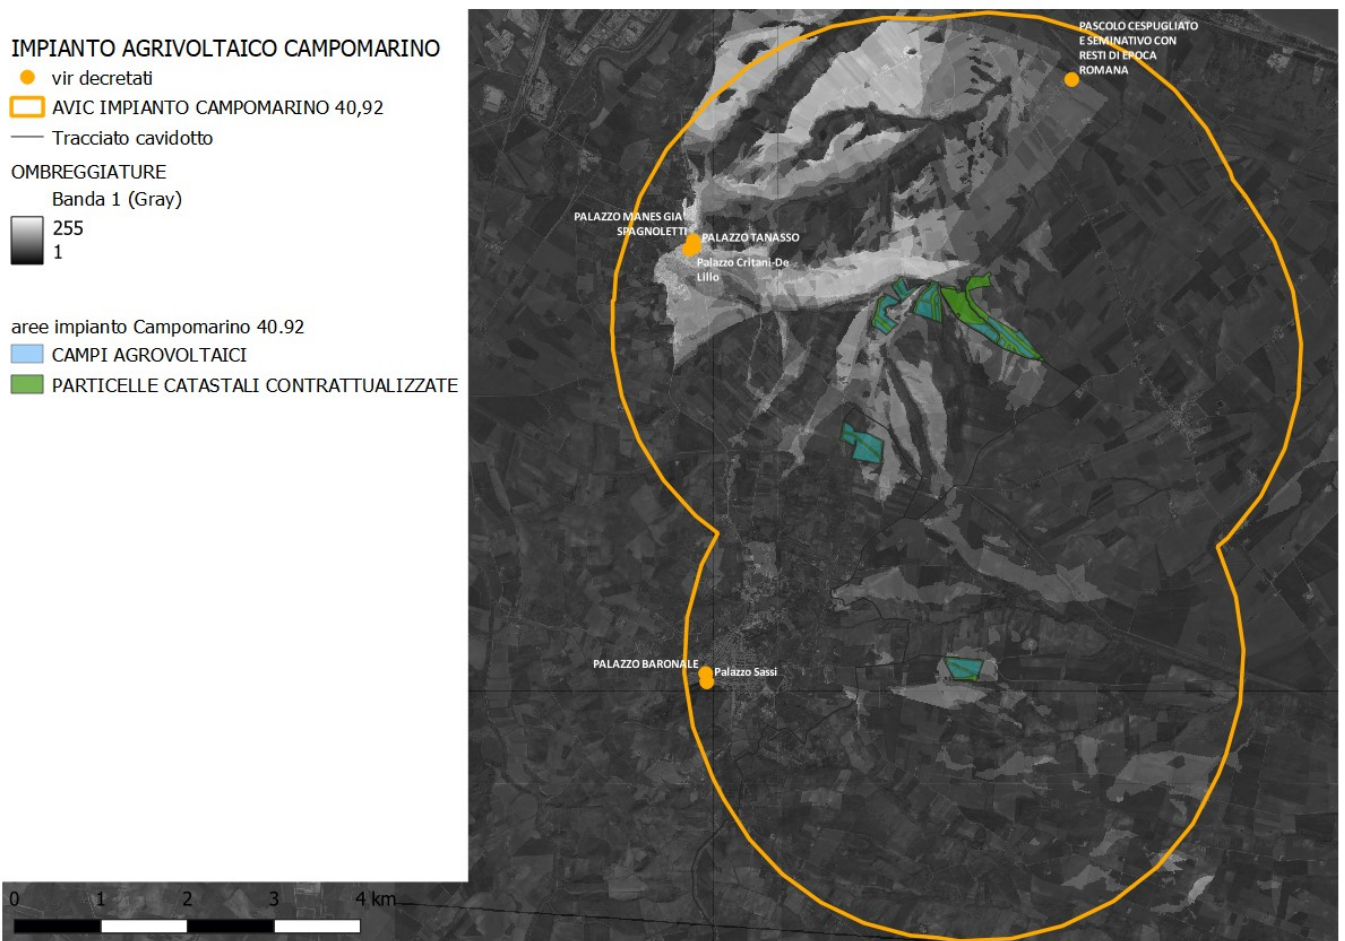 IMPIANTO AGRIVOLTAICO CAMPOMARINO
vir decretati
AVIC IMPIANTO CAMPOMARINO 40,92
Tracciato cavidotto
OMBREGGIATURE
Banda 1 (Gray)
255
1
aree impianto Campomarino 40.92
CAMPI AGROVOLTAICI
PARTICELLE CATASTALI CONTRATTUALIZZATE
PASCOLO CESPUGLIATO
E SEMINATIVO CON
RESTI DI EPOCA
ROMANA
PALAZZO MANES GIA'
SPAGNOLETTI
PALAZZO TANASSO
Palazzo Critani-De
Lillo
PALAZZO BARONALE
Palazzo Sassi
0 1 2 3 4 km